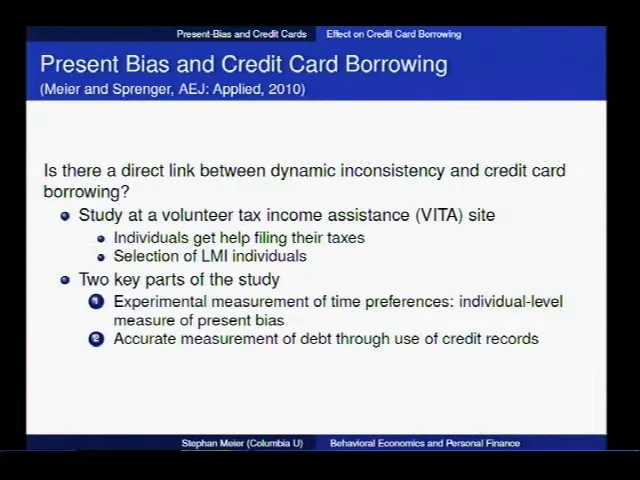 Present-Bias and Credit Cards Effect on Credit Card Borrowing
Present Bias and Credit Card Borrowing
(Meier and Sprenger, AEJ: Applied, 2010)
Is there a direct link between dynamic inconsistency and credit card
borrowing?
Study at a volunteer tax income assistance (VITA) site
Individuals get help filing their taxes
Selection of LMI individuals
Two key parts of the study
1 Experimental measurement of time preferences: individual-level
measure of present bias
2 Accurate measurement of debt through use of credit records
Stephan Meier (Columbia U) Behavioral Economics and Personal Finance